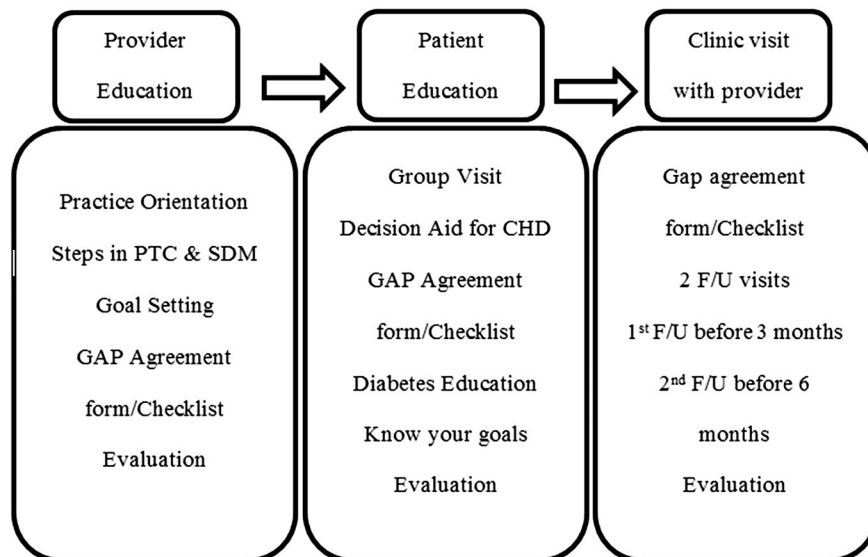 Provider
Education
Patient
Education
Clinic visit
with provider
Practice Orientation
Steps in PTC & SDM
Goal Setting
GAP Agreement
form/Checklist
Evaluation
Group Visit
Decision Aid for CHD
GAP Agreement
form/Checklist
Diabetes Education
Know your goals
Evaluation
Gap agreement
form/Checklist
2 F/U visits
1st F/U before 3 months
2nd F/U before 6
months
Evaluation